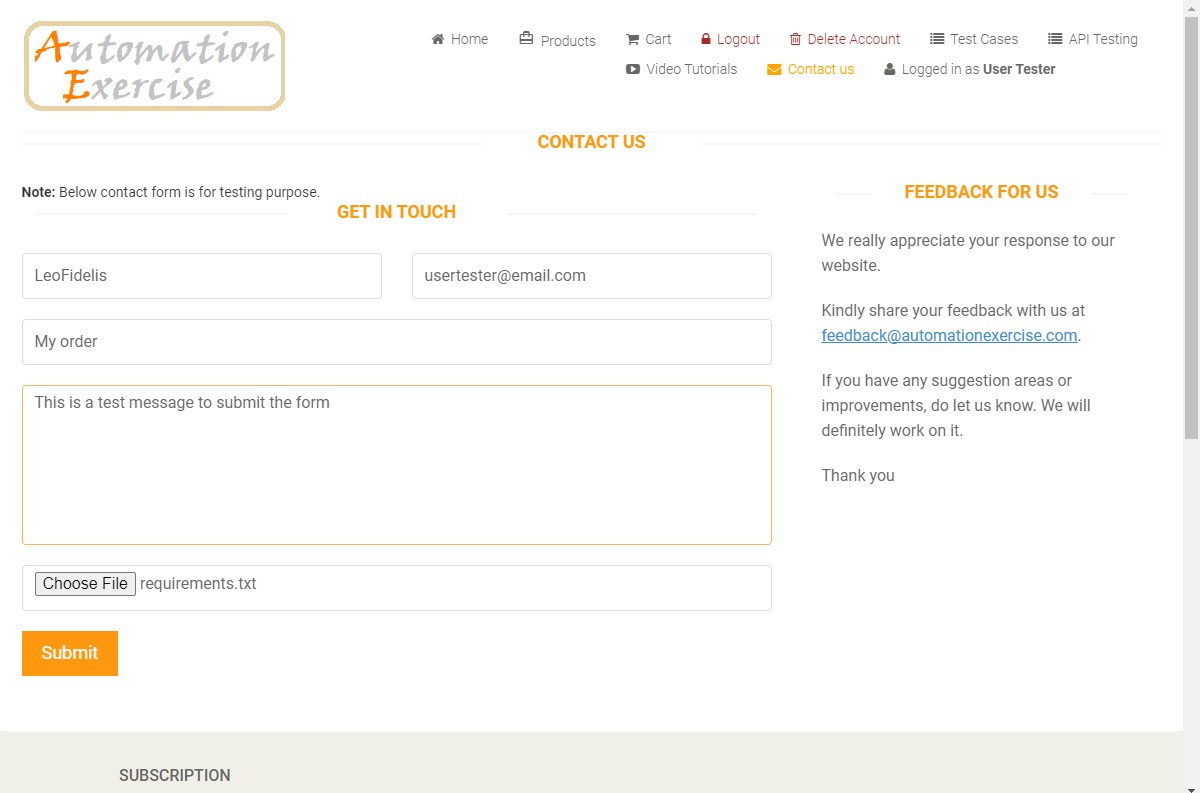 Automation
Exercise
Home Products Cart Logout Delete Account Test Cases API Testing
Video Tutorials Contact us Logged in as User Tester
CONTACT US
Note: Below contact form is for testing purpose.
GET IN TOUCH
LeoFidelis
usertester@email.com
My order
This is a test message to submit the form
Choose File requirements.txt
Submit
FEEDBACK FOR US
We really appreciate your response to our
website.
Kindly share your feedback with us at
feedback@automationexercise.com.
If you have any suggestion areas or
improvements, do let us know. We will
definitely work on it.
Thank you
SUBSCRIPTION